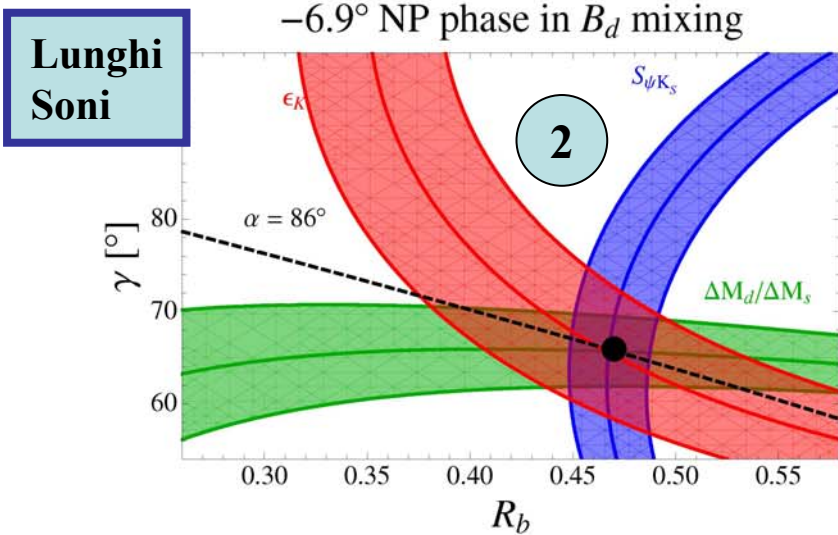 −6.9° NP phase in B_d mixing
Lunghi
Soni
ϵ_K
S_ψK_s
2
80
70
60
γ [°]
α = 86°
ΔM_d/ΔM_s
0.30 0.35 0.40 0.45 0.50 0.55
R_b